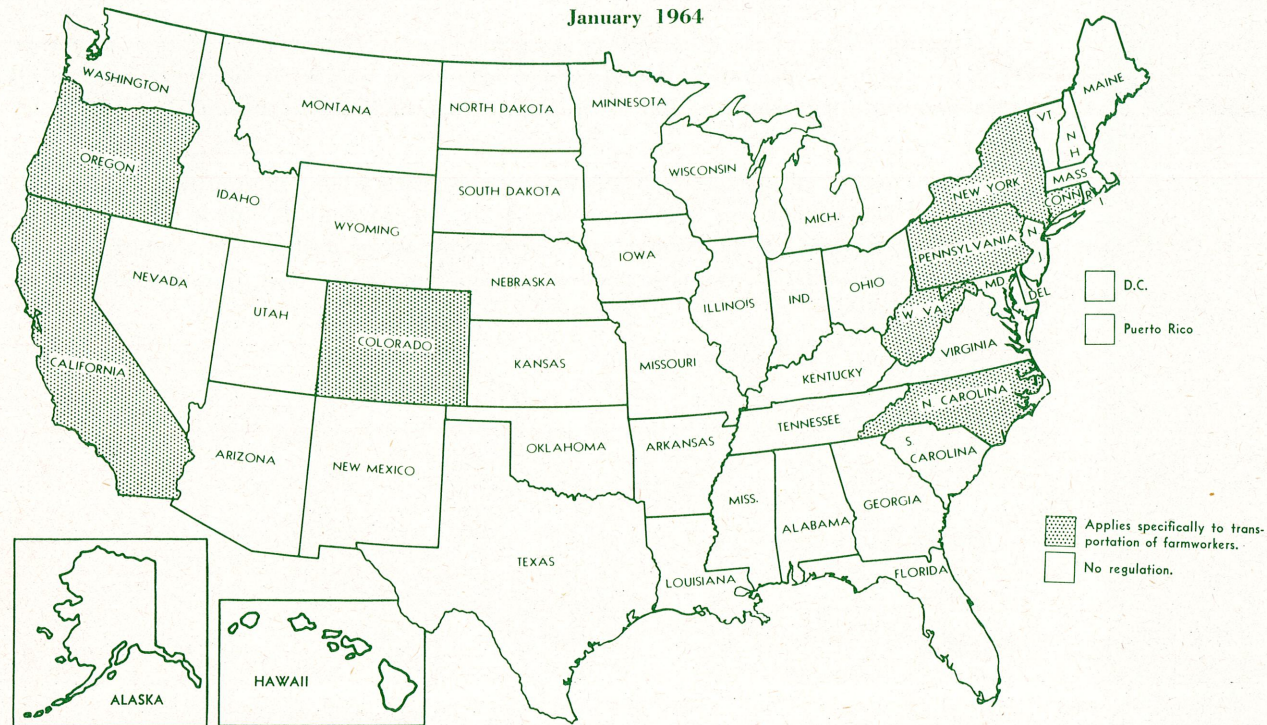 January 1964
WASHINGTON
MONTANA
NORTH DAKOTA
MINNESOTA
MAINE
VT
N
H
OREGON
IDAHO
SOUTH DAKOTA
WISCONSIN
MICH.
NEW YORK
MASS
CONN
R
I
WYOMING
NEVADA
UTAH
NEBRASKA
IOWA
ILLINOIS
IND.
OHIO
PENNSYLVANIA
N
J
MD
DEL
D.C.
Puerto Rico
W VA
VIRGINIA
CALIFORNIA
COLORADO
KANSAS
MISSOURI
KENTUCKY
N CAROLINA
TENNESSEE
ARIZONA
NEW MEXICO
OKLAHOMA
ARKANSAS
S
CAROLINA
MISS.
ALABAMA
GEORGIA
TEXAS
LOUISIANA
FLORIDA
Applies specifically to trans-
portation of farmworkers.
No regulation.
ALASKA
HAWAII